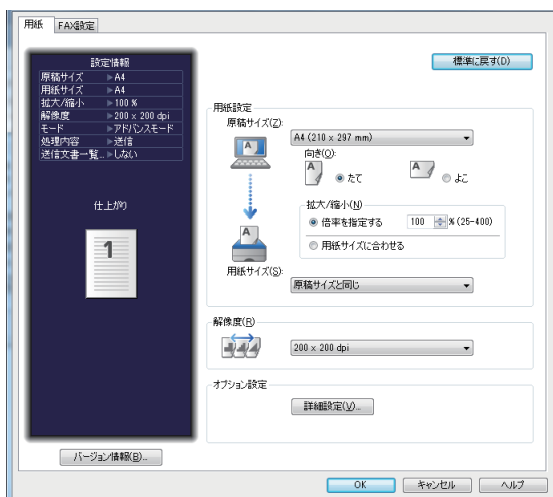 用紙 FAX設定
設定情報
原稿サイズ ▶A4
用紙サイズ ▶A4
拡大/縮小 ▶100 %
解像度 ▶200 x 200 dpi
モード ▶アドバンスモード
処理内容 ▶送信
送信文書一覧... ▶しない
仕上がり
1
バージョン情報(B)...
標準に戻す(D)
用紙設定
原稿サイズ(Z):
A4 (210 x 297 mm)
向き(O):
A たて A よこ
A
拡大/縮小(N)
倍率を指定する 100 % (25-400)
用紙サイズに合わせる
A
用紙サイズ(S):
原稿サイズと同じ
解像度(R)
200 x 200 dpi
オプション設定
詳細設定(V)...
OK キャンセル ヘルプ